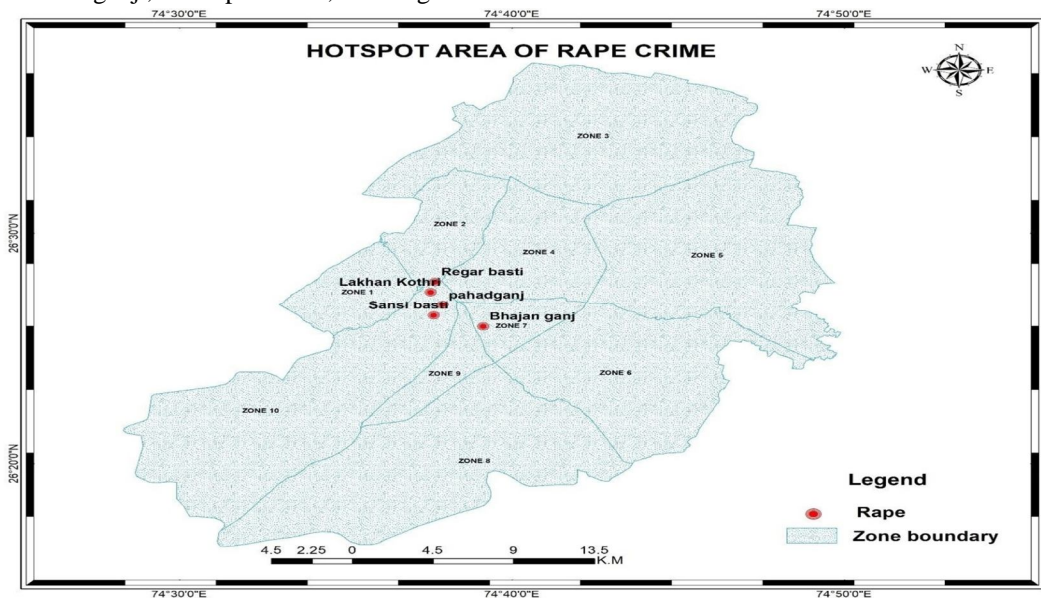 74°30'0"E 74°40'0"E 74°50'0"E
HOTSPOT AREA OF RAPE CRIME
N
W E
S
ZONE 3
ZONE 2
26°30'0"N
ZONE 4
ZONE 5
Regar basti
Lakhan Kothri
ZONE 1
pahadganj
Sansi basti
Bhajan ganj
ZONE 7
ZONE 9
ZONE 6
ZONE 10
26°20'0"N
ZONE 8
Legend
Rape
Zone boundary
4.5 2.25 0 4.5 9 13.5
K.M
74°30'0"E 74°40'0"E 74°50'0"E